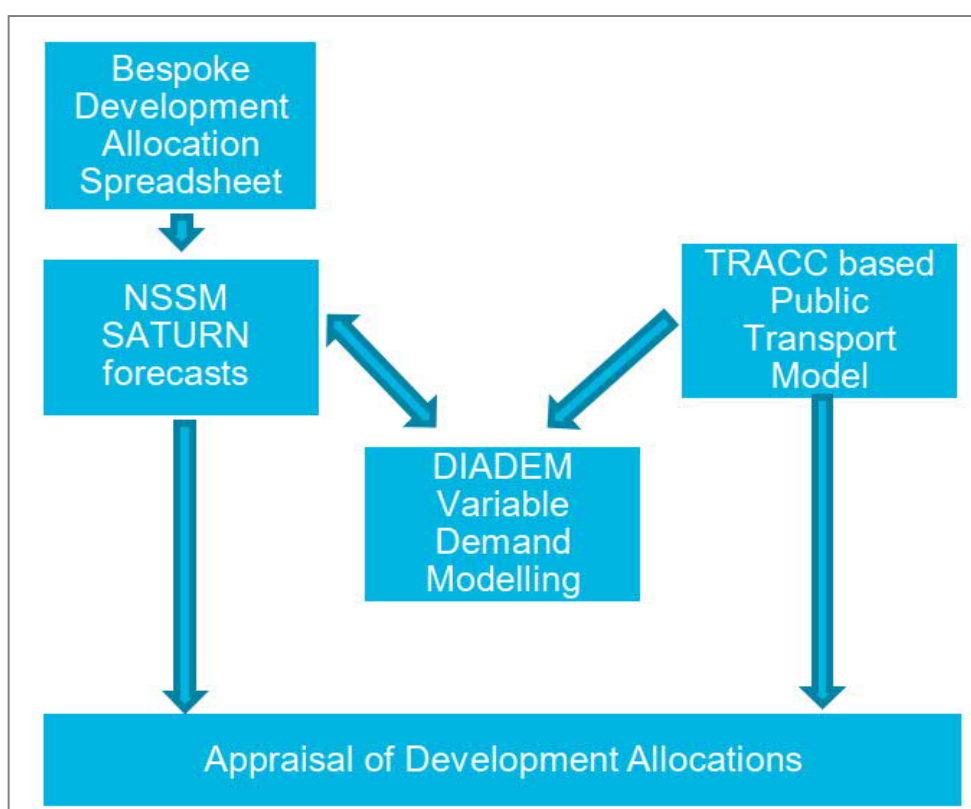 Bespoke
Development
Allocation
Spreadsheet
NSSM
SATURN
forecasts
TRACC based
Public
Transport
Model
DIADEM
Variable
Demand
Modelling
Appraisal of Development Allocations